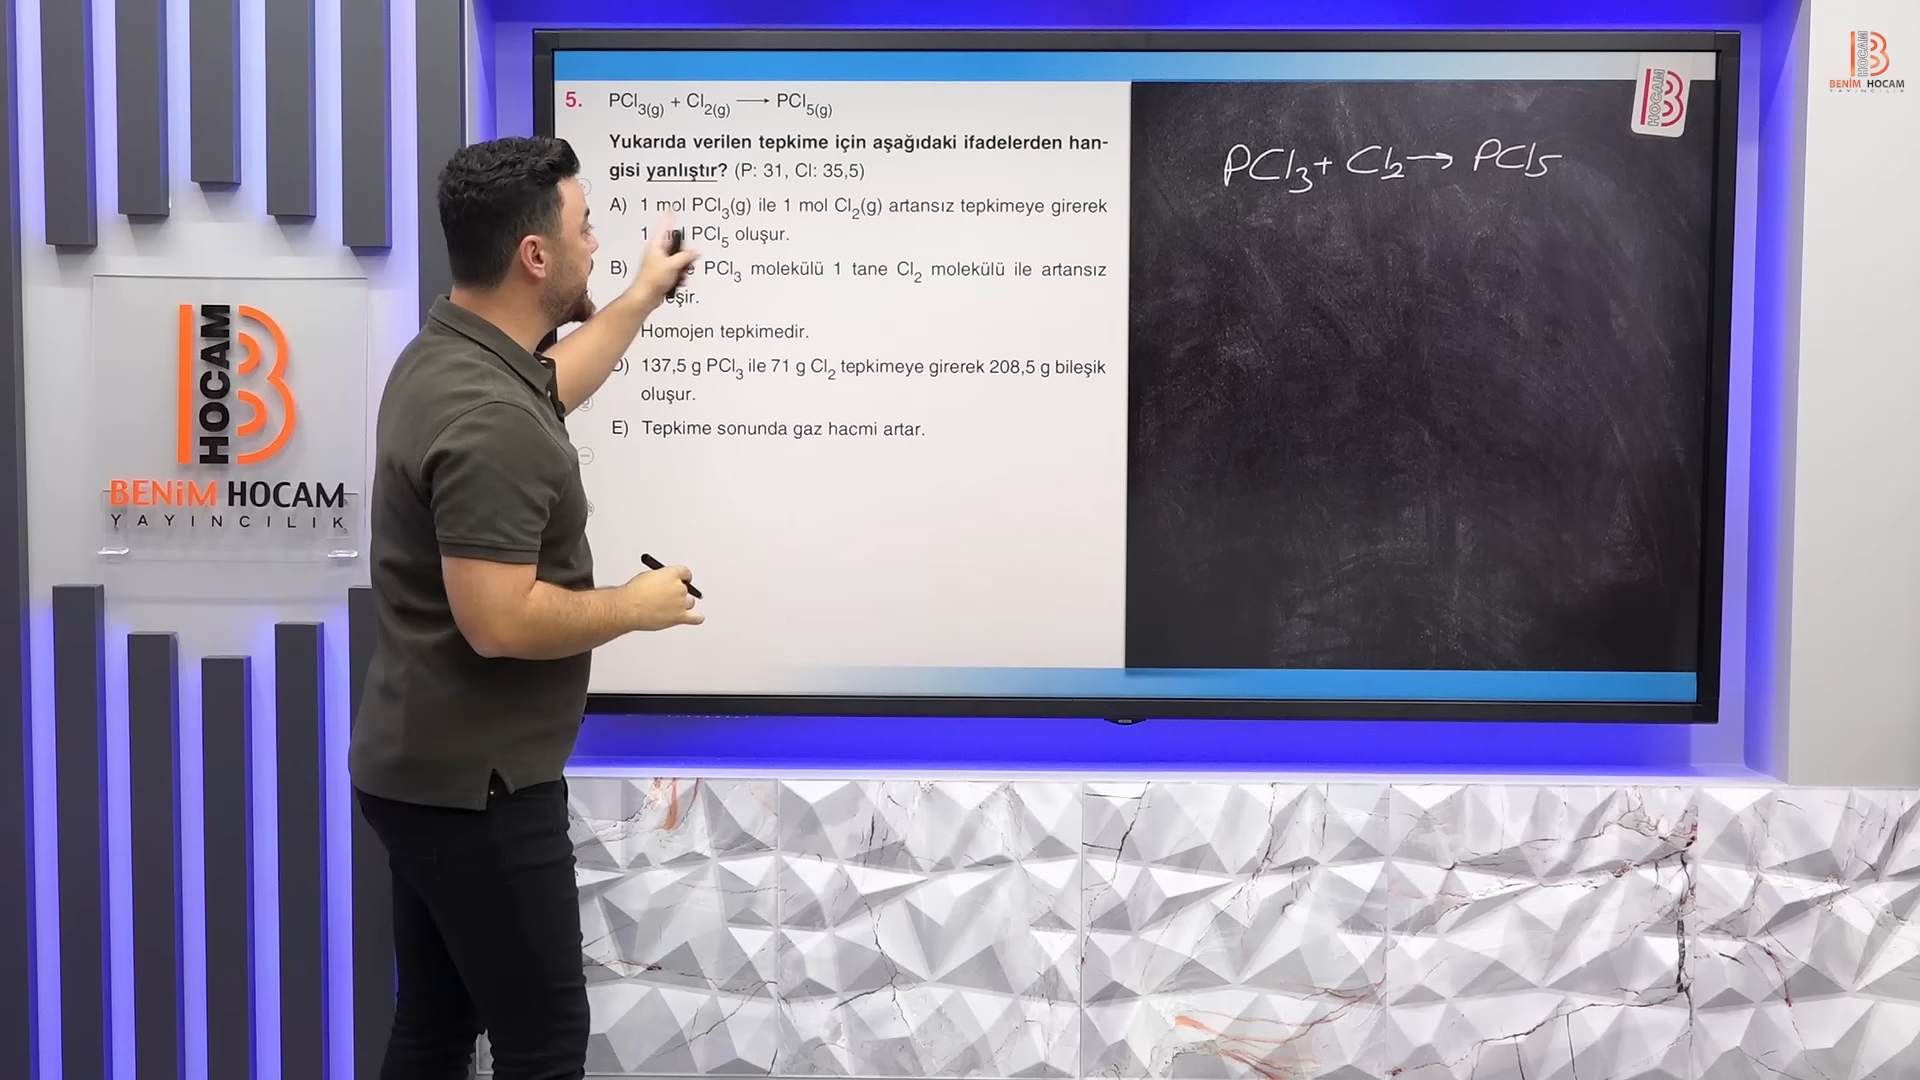 5. PCl3(g) + Cl2(g) ⟶ PCl5(g)
Yukarıda verilen tepkime için aşağıdaki ifadelerden han-
gisi yanlıştır? (P: 31, Cl: 35,5)
A) 1 mol PCl3(g) ile 1 mol Cl2(g) artansız tepkimeye girerek
1 PCl5 oluşur.
B) PCl3 molekülü 1 tane Cl2 molekülü ile artansız
Homojen tepkimedir.
D) 137,5 g PCl3 ile 71 g Cl2 tepkimeye girerek 208,5 g bileşik
oluşur.
E) Tepkime sonunda gaz hacmi artar.
PCl3 + Cl2 → PCl5
HOCAM B
HOCAM B
BENİM HOCAM
YAYINCILIK
HOCAM B
BENİM HOCAM
YAYINCILIK